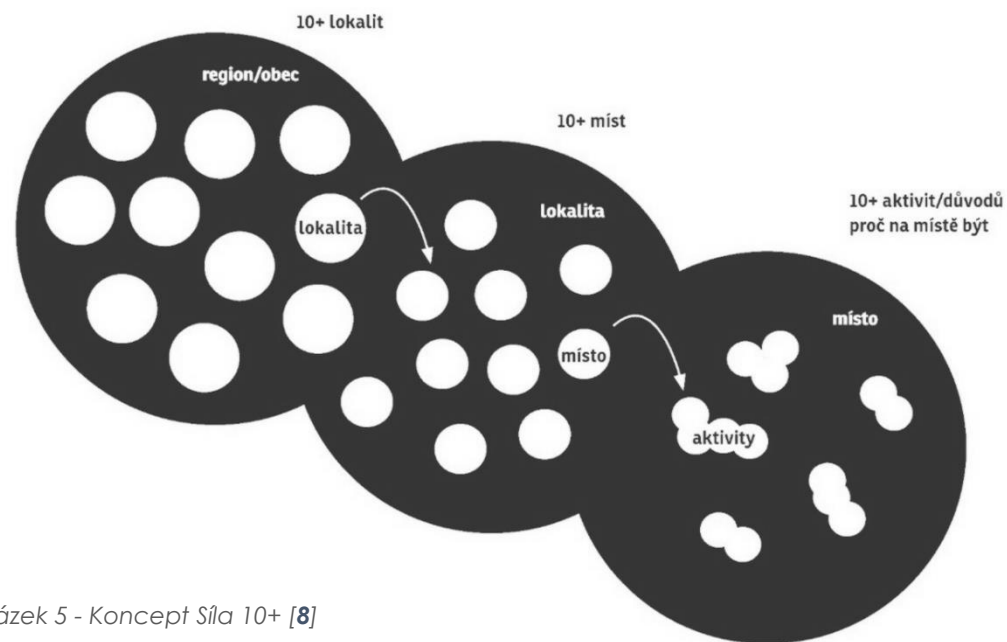 10+ lokalit
region/obec
lokalita
10+ míst
lokalita
místo
10+ aktivit/důvodů
proč na místě být
místo
aktivity
ázek 5 - Koncept Síla 10+ [8]